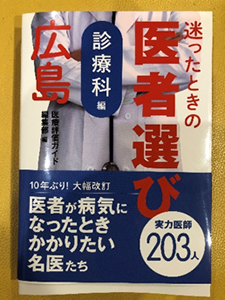 迷ったときの
医者選び
診療科編
広島
医療評価ガイド
編集部 編
10年ぶり!大幅改訂
医者が病気に
なったとき
かかりたい
名医たち
実力医師
203人